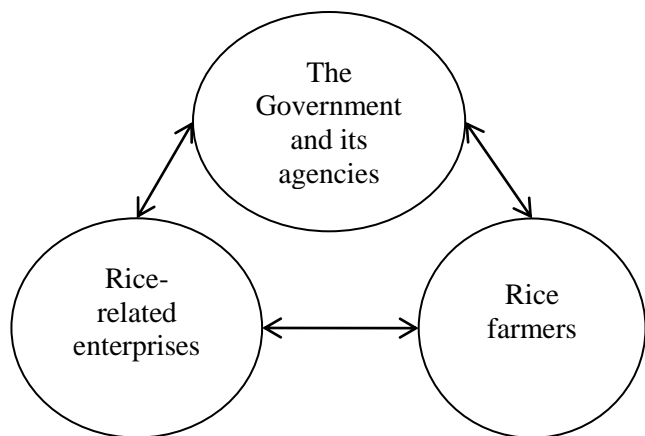 The
Government
and its
agencies
Rice-
related
enterprises
Rice
farmers